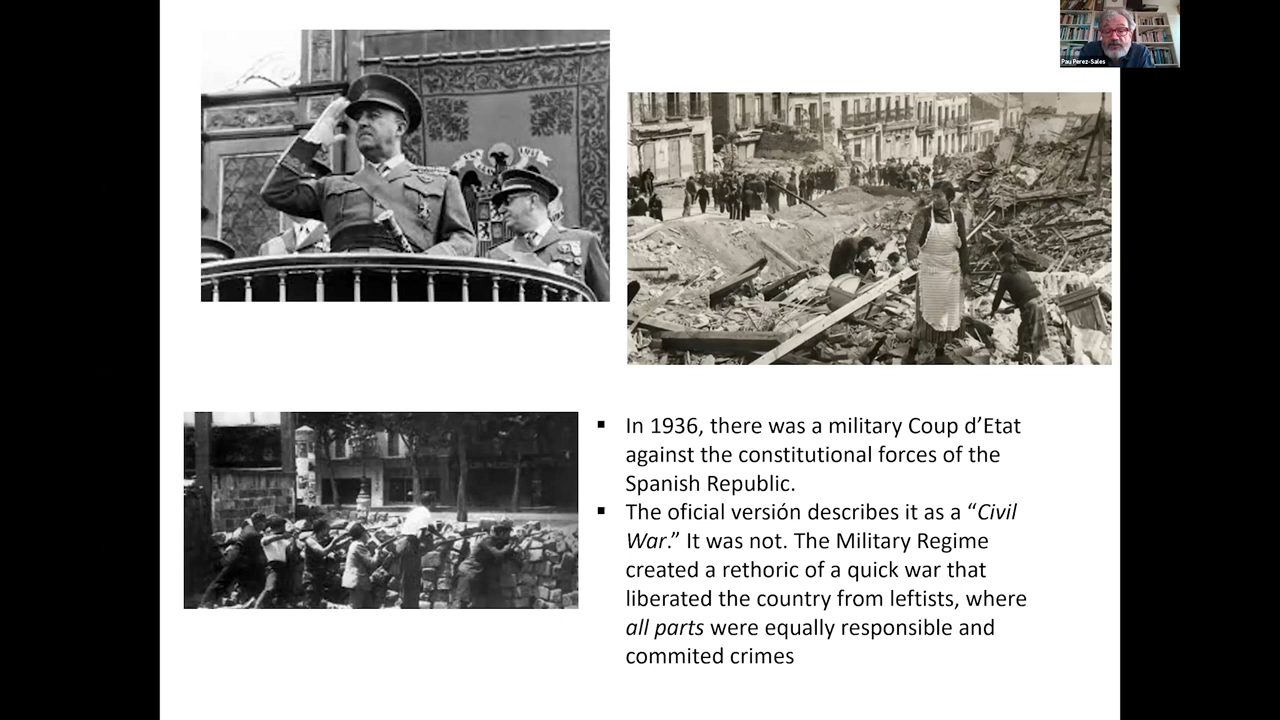 Pau Perez-Sales
▪ In 1936, there was a military Coup d’Etat
against the constitutional forces of the
Spanish Republic.
▪ The oficial versión describes it as a “Civil
War.” It was not. The Military Regime
created a rethoric of a quick war that
liberated the country from leftists, where
all parts were equally responsible and
commited crimes